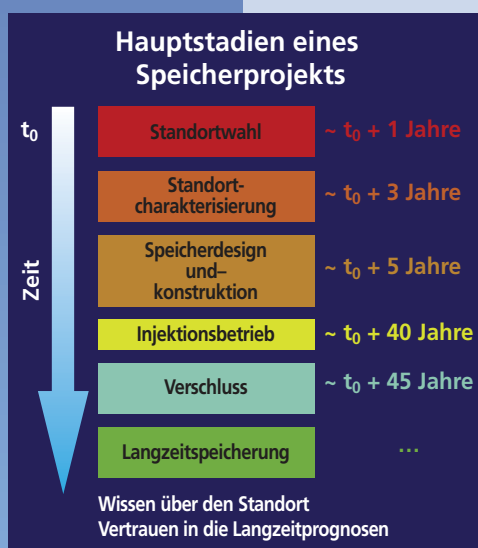 Hauptstadien eines
Speicherprojekts
t₀
Standortwahl ~ t₀ + 1 Jahre
Standort-
charakterisierung ~ t₀ + 3 Jahre
Speicherdesign
und–
konstruktion ~ t₀ + 5 Jahre
Injektionsbetrieb ~ t₀ + 40 Jahre
Verschluss ~ t₀ + 45 Jahre
Langzeitspeicherung ...
Zeit
Wissen über den Standort
Vertrauen in die Langzeitprognosen